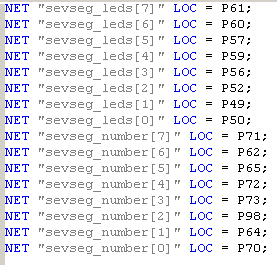 NET "sevseg_leds[7]" LOC = P61;
NET "sevseg_leds[6]" LOC = P60;
NET "sevseg_leds[5]" LOC = P57;
NET "sevseg_leds[4]" LOC = P59;
NET "sevseg_leds[3]" LOC = P56;
NET "sevseg_leds[2]" LOC = P52;
NET "sevseg_leds[1]" LOC = P49;
NET "sevseg_leds[0]" LOC = P50;
NET "sevseg_number[7]" LOC = P71;
NET "sevseg_number[6]" LOC = P62;
NET "sevseg_number[5]" LOC = P65;
NET "sevseg_number[4]" LOC = P72;
NET "sevseg_number[3]" LOC = P73;
NET "sevseg_number[2]" LOC = P98;
NET "sevseg_number[1]" LOC = P64;
NET "sevseg_number[0]" LOC = P70;